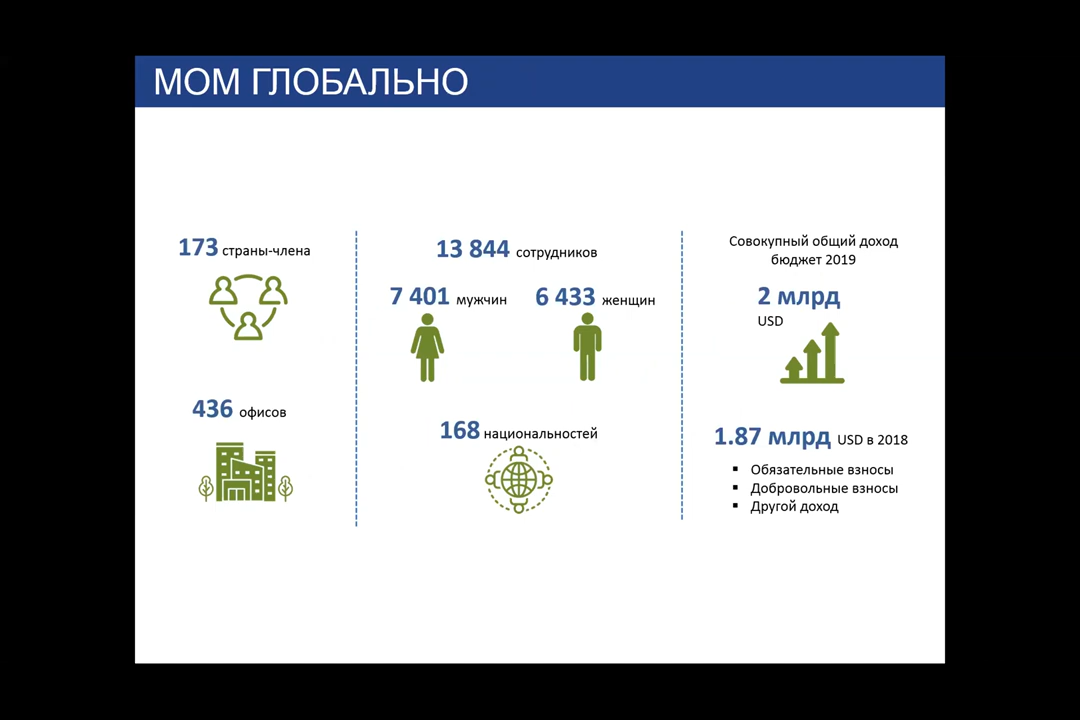 МОМ ГЛОБАЛЬНО
173 страны-члена
436 офисов
13 844 сотрудников
7 401 мужчин 6 433 женщин
168 национальностей
Совокупный общий доход
бюджет 2019
2 млрд
USD
1.87 млрд USD в 2018
▪ Обязательные взносы
▪ Добровольные взносы
▪ Другой доход